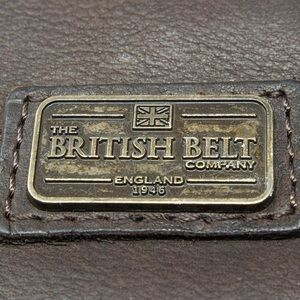 THE
BRITISH BELT
COMPANY
ENGLAND
1946